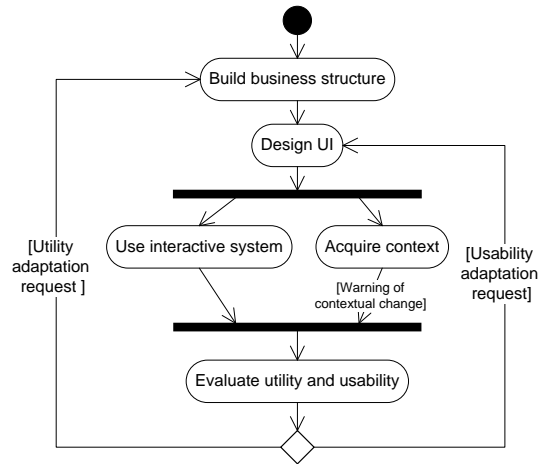 Build business structure
Design UI
Use interactive system
Acquire context
[Utility
adaptation
request ]
[Warning of
contextual change]
[Usability
adaptation
request]
Evaluate utility and usability